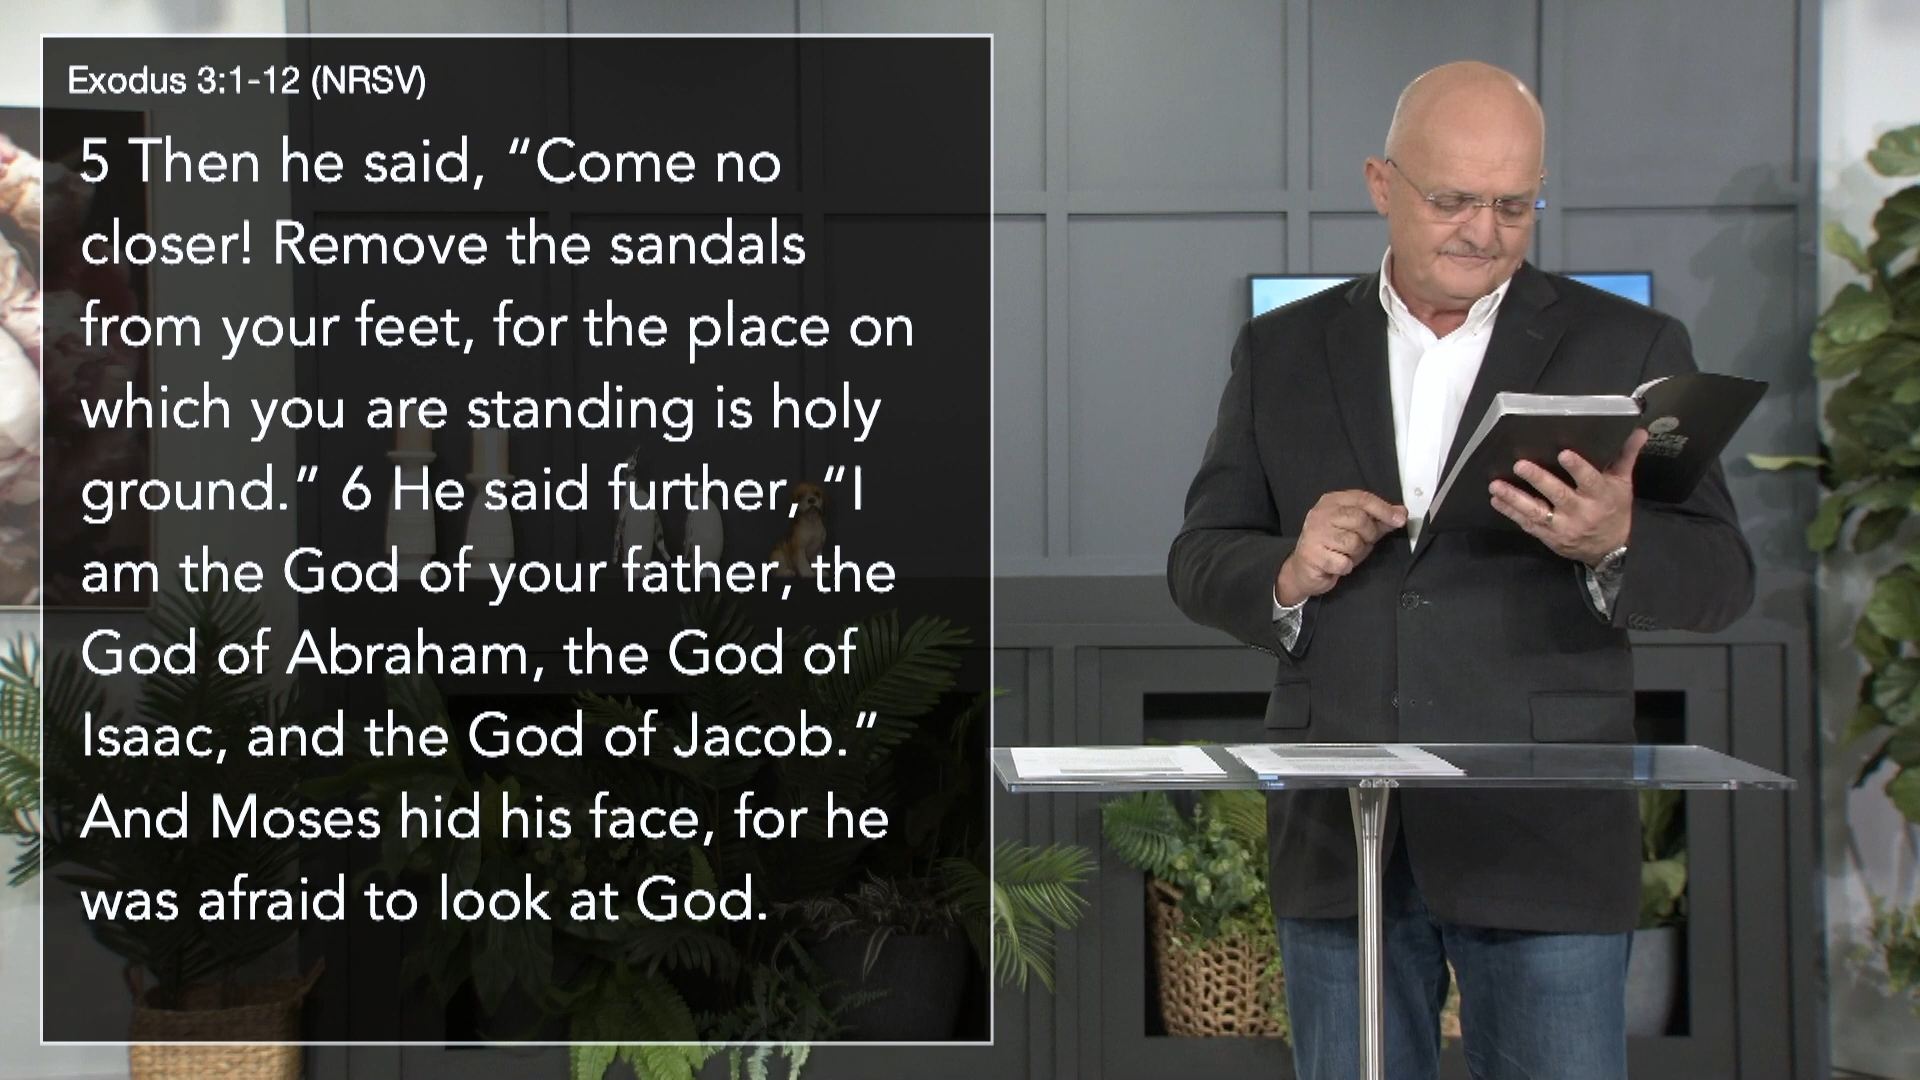 Exodus 3:1-12 (NRSV)
5 Then he said, “Come no
closer! Remove the sandals
from your feet, for the place on
which you are standing is holy
ground.” 6 He said further, “I
am the God of your father, the
God of Abraham, the God of
Isaac, and the God of Jacob.”
And Moses hid his face, for he
was afraid to look at God.